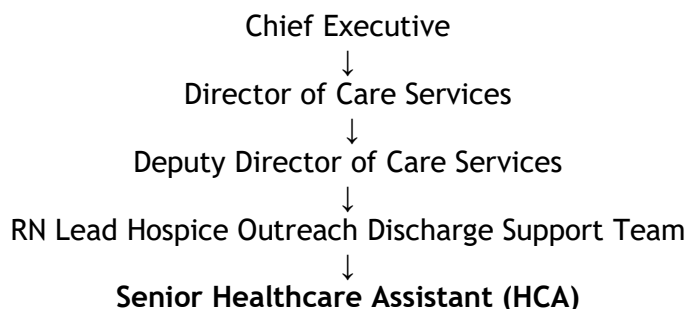 Chief Executive
↓
Director of Care Services
↓
Deputy Director of Care Services
↓
RN Lead Hospice Outreach Discharge Support Team
↓
Senior Healthcare Assistant (HCA)